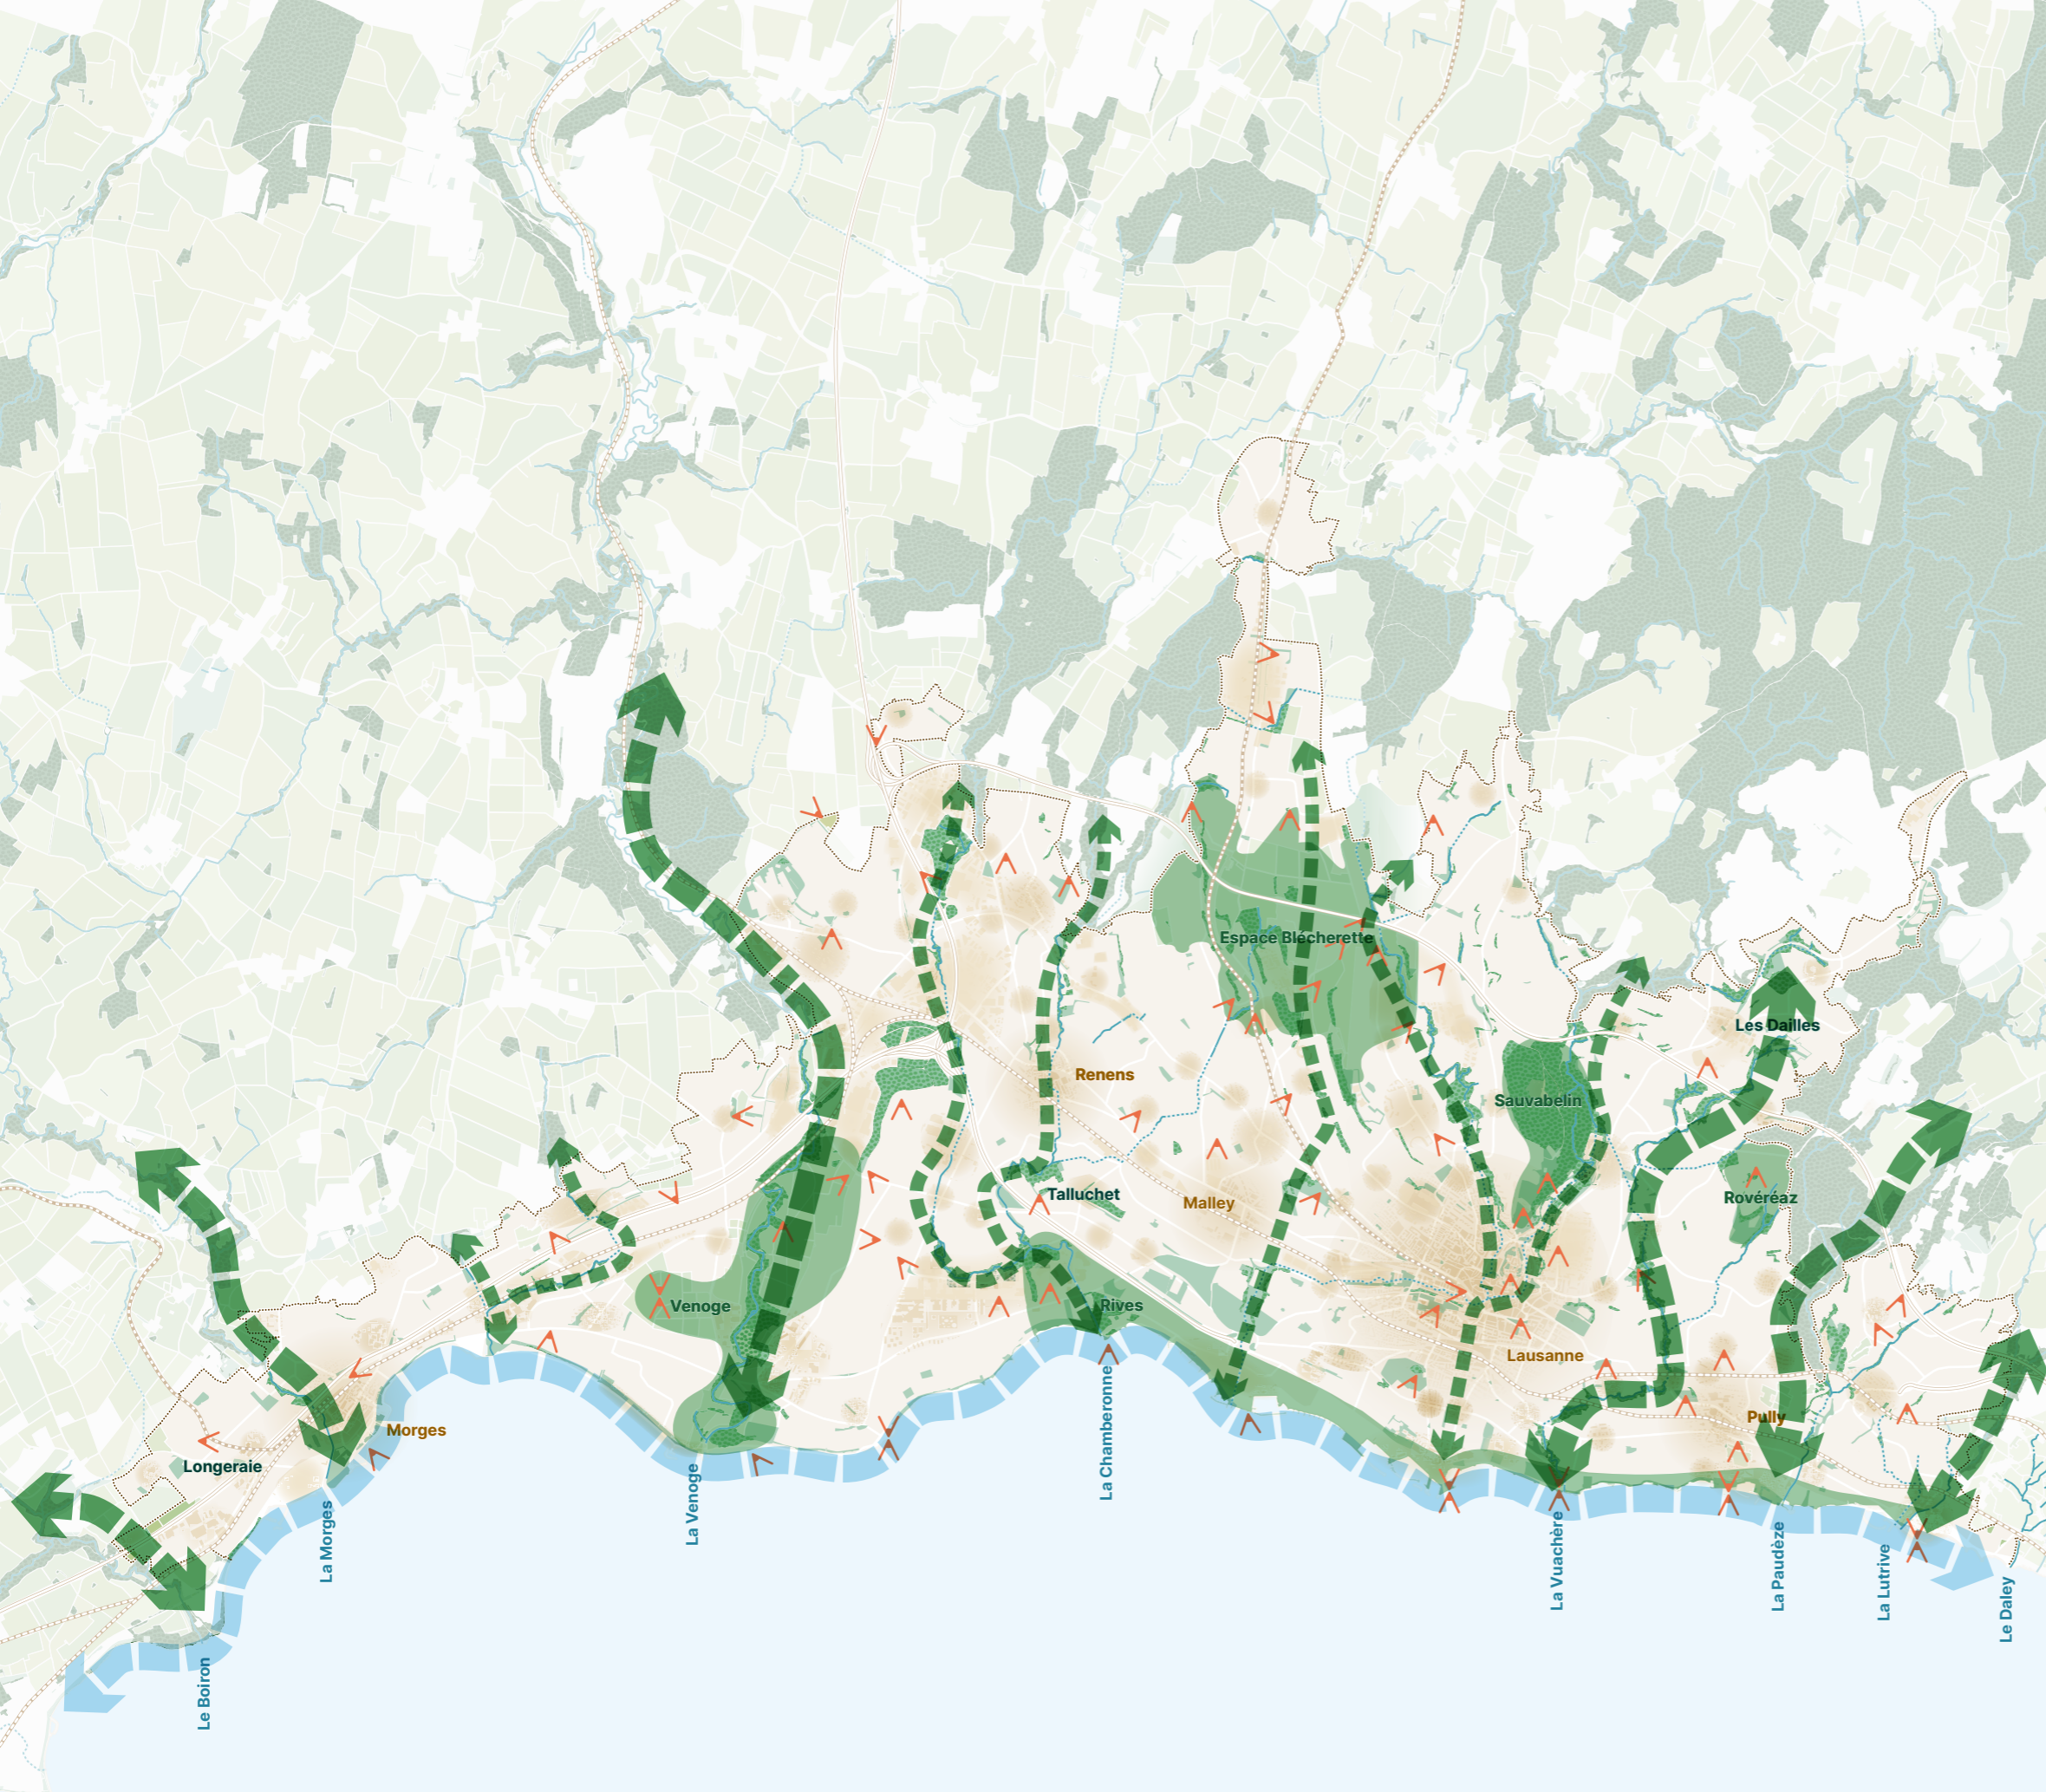 Espace Blécherette
Les Dailles
Renens
Sauvabelin
Talluchet
Rovéréaz
Malley
Venoge
Rives
Lausanne
Pully
Morges
Longeraie
La Chamberonne
La Venoge
La Morges
La Vuachère
La Paudèze
La Lutrive
Le Daley
Le Boiron